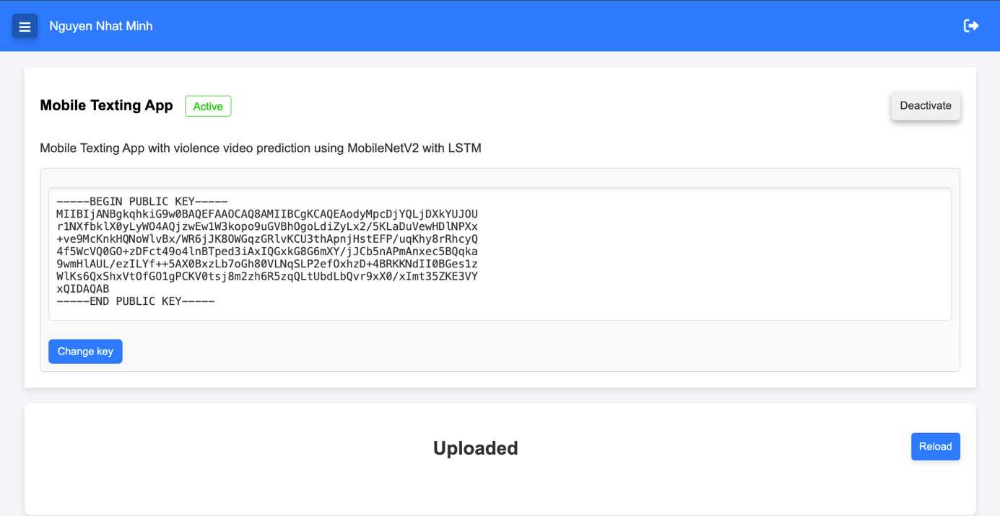 Nguyen Nhat Minh
Mobile Texting App Active
Deactivate
Mobile Texting App with violence video prediction using MobileNetV2 with LSTM
-----BEGIN PUBLIC KEY-----
MIIBIjANBgkqhkiG9w0BAQEFAAOCAQ8AMIIBCgKCAQEAodyMpcDjYQLjDXkYUJOU
r1NXfbklX0yLyWO4AQjzwEw1W3kopo9uGVBhOgoLdiZyLx2/5KLaDuVewHDlNPXx
+ve9McKnkHQNoWlvBx/WR6jJK8OWGqzGRlvKCU3thApnjHstEFP/uqKhy8rRhcyQ
4f5WcVQ0GO+zDFct49o4lnBTped3iAxIQGxkG8G6mXY/jJCb5nAPmAnxec5BQqka
9wmHlAUL/ezILYf++5AX0BxzLb7oGh80VLNqSLP2efOxhzD+4BRKKNdII0BGes1z
WlKs6QxShxVtOfGO1gPCKV0tsj8m2zh6R5zqQLtUbdLbQvr9xX0/xImt35ZKE3VY
xQIDAQAB
-----END PUBLIC KEY-----
Change key
Uploaded
Reload